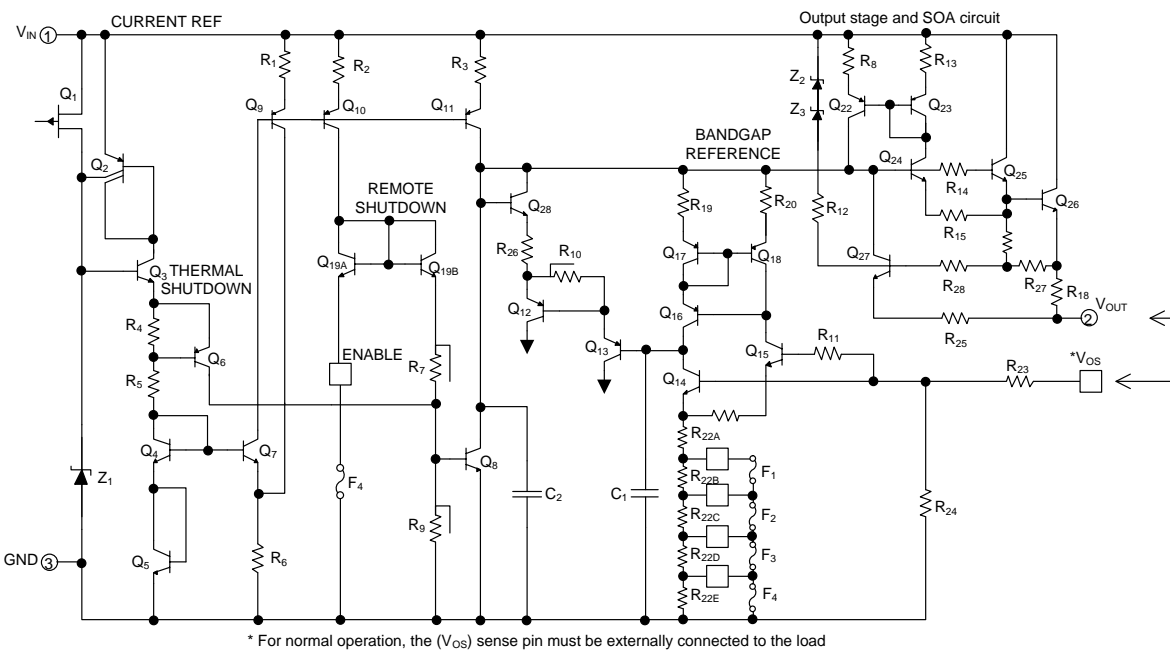 CURRENT REF
Output stage and SOA circuit
VIN 1
R1
R2
R3
R8
R13
Z2
Q1
Z3
Q9
Q10
Q11
Q22
Q23
BANDGAP
REFERENCE
Q2
Q24
Q25
R14
REMOTE
SHUTDOWN
Q28
R19
R20
R12
Q26
R15
R26
R10
Q17
Q18
Q27
Q3
THERMAL
SHUTDOWN
Q19A
Q19B
R28
R27
R18
VOUT
2
Q12
Q16
R4
R25
Q13
Q15
R11
Q6
ENABLE
R7
*VOS
R5
Q14
R23
Q4
Q7
Q8
R22A
Z1
F4
R22B
F1
C2
C1
R22C
F2
R24
R9
GND 3
Q5
R6
R22D
F3
R22E
F4
* For normal operation, the (VOS) sense pin must be externally connected to the load